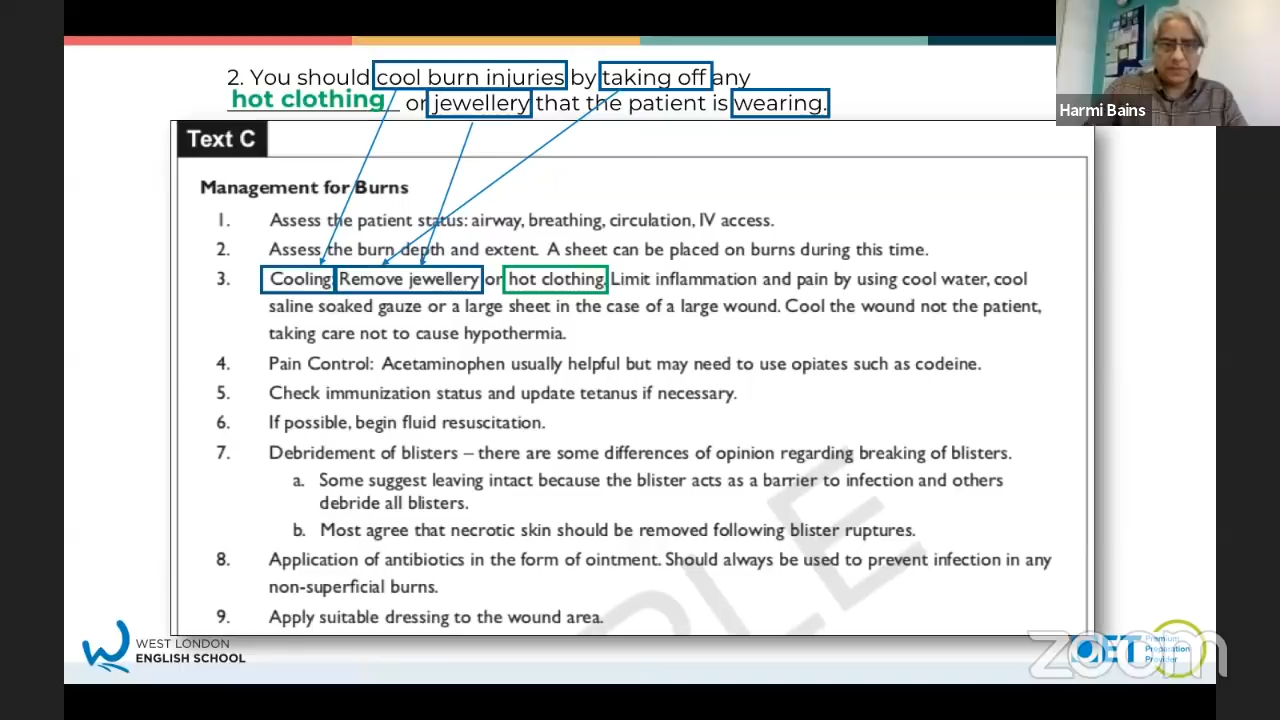 2. You should cool burn injuries by taking off any
hot clothing or jewellery that the patient is wearing.
Harmi Bains
Text C
Management for Burns
1. Assess the patient status: airway, breathing, circulation, IV access.
2. Assess the burn depth and extent. A sheet can be placed on burns during this time.
3. Cooling. Remove jewellery or hot clothing. Limit inflammation and pain by using cool water, cool
saline soaked gauze or a large sheet in the case of a large wound. Cool the wound not the patient,
taking care not to cause hypothermia.
4. Pain Control: Acetaminophen usually helpful but may need to use opiates such as codeine.
5. Check immunization status and update tetanus if necessary.
6. If possible, begin fluid resuscitation.
7. Debridement of blisters – there are some differences of opinion regarding breaking of blisters.
a. Some suggest leaving intact because the blister acts as a barrier to infection and others
debride all blisters.
b. Most agree that necrotic skin should be removed following blister ruptures.
8. Application of antibiotics in the form of ointment. Should always be used to prevent infection in any
non-superficial burns.
9. Apply suitable dressing to the wound area.
PLE
WEST LONDON
ENGLISH SCHOOL
OET
Premium
Preparation
Provider
zoom